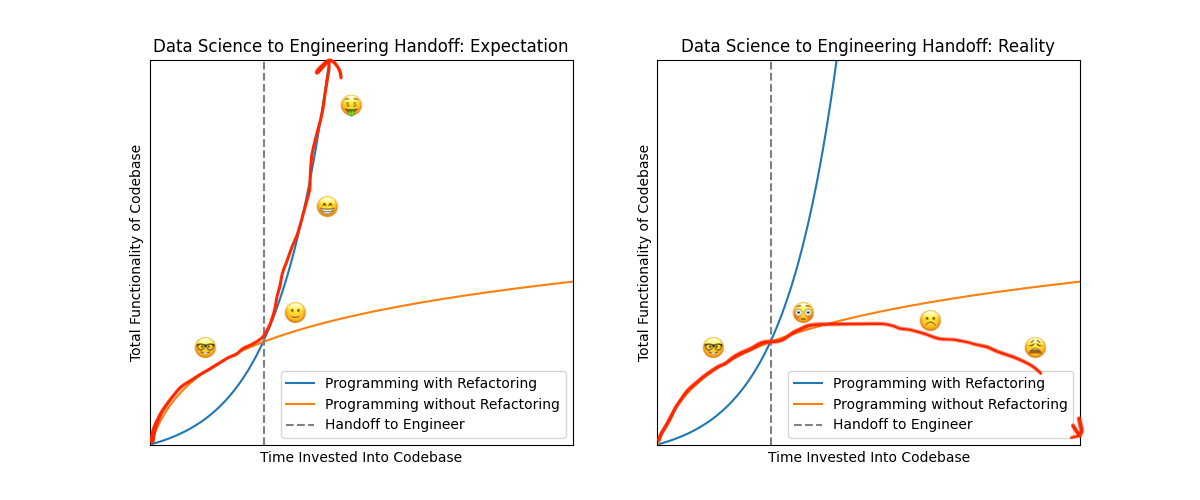 Data Science to Engineering Handoff: Expectation
Total Functionality of Codebase
Programming with Refactoring
Programming without Refactoring
Handoff to Engineer
Time Invested Into Codebase
Data Science to Engineering Handoff: Reality
Total Functionality of Codebase
Programming with Refactoring
Programming without Refactoring
Handoff to Engineer
Time Invested Into Codebase